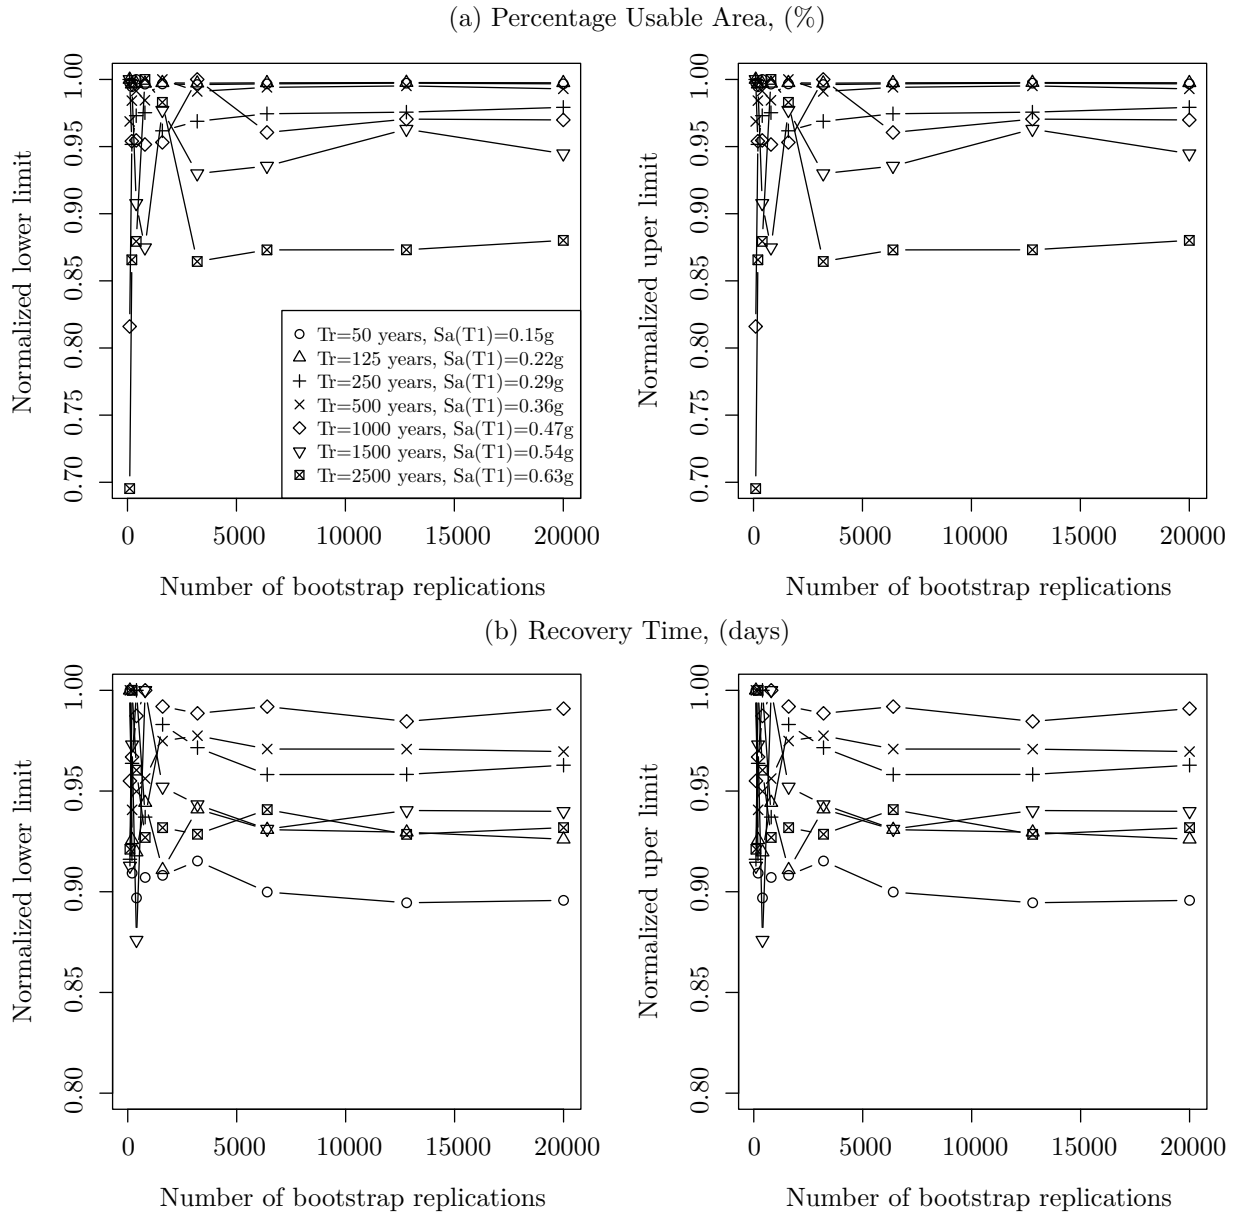 (a) Percentage Usable Area, (%)
Normalized lower limit
1.00
0.95
0.90
0.85
0.80
0.75
0.70
Tr=50 years, Sa(T1)=0.15g
Tr=125 years, Sa(T1)=0.22g
Tr=250 years, Sa(T1)=0.29g
Tr=500 years, Sa(T1)=0.36g
Tr=1000 years, Sa(T1)=0.47g
Tr=1500 years, Sa(T1)=0.54g
Tr=2500 years, Sa(T1)=0.63g
0 5000 10000 15000 20000
Number of bootstrap replications
Normalized uper limit
1.00
0.95
0.90
0.85
0.80
0.75
0.70
0 5000 10000 15000 20000
Number of bootstrap replications
(b) Recovery Time, (days)
Normalized lower limit
1.00
0.95
0.90
0.85
0.80
0 5000 10000 15000 20000
Number of bootstrap replications
Normalized uper limit
1.00
0.95
0.90
0.85
0.80
0 5000 10000 15000 20000
Number of bootstrap replications